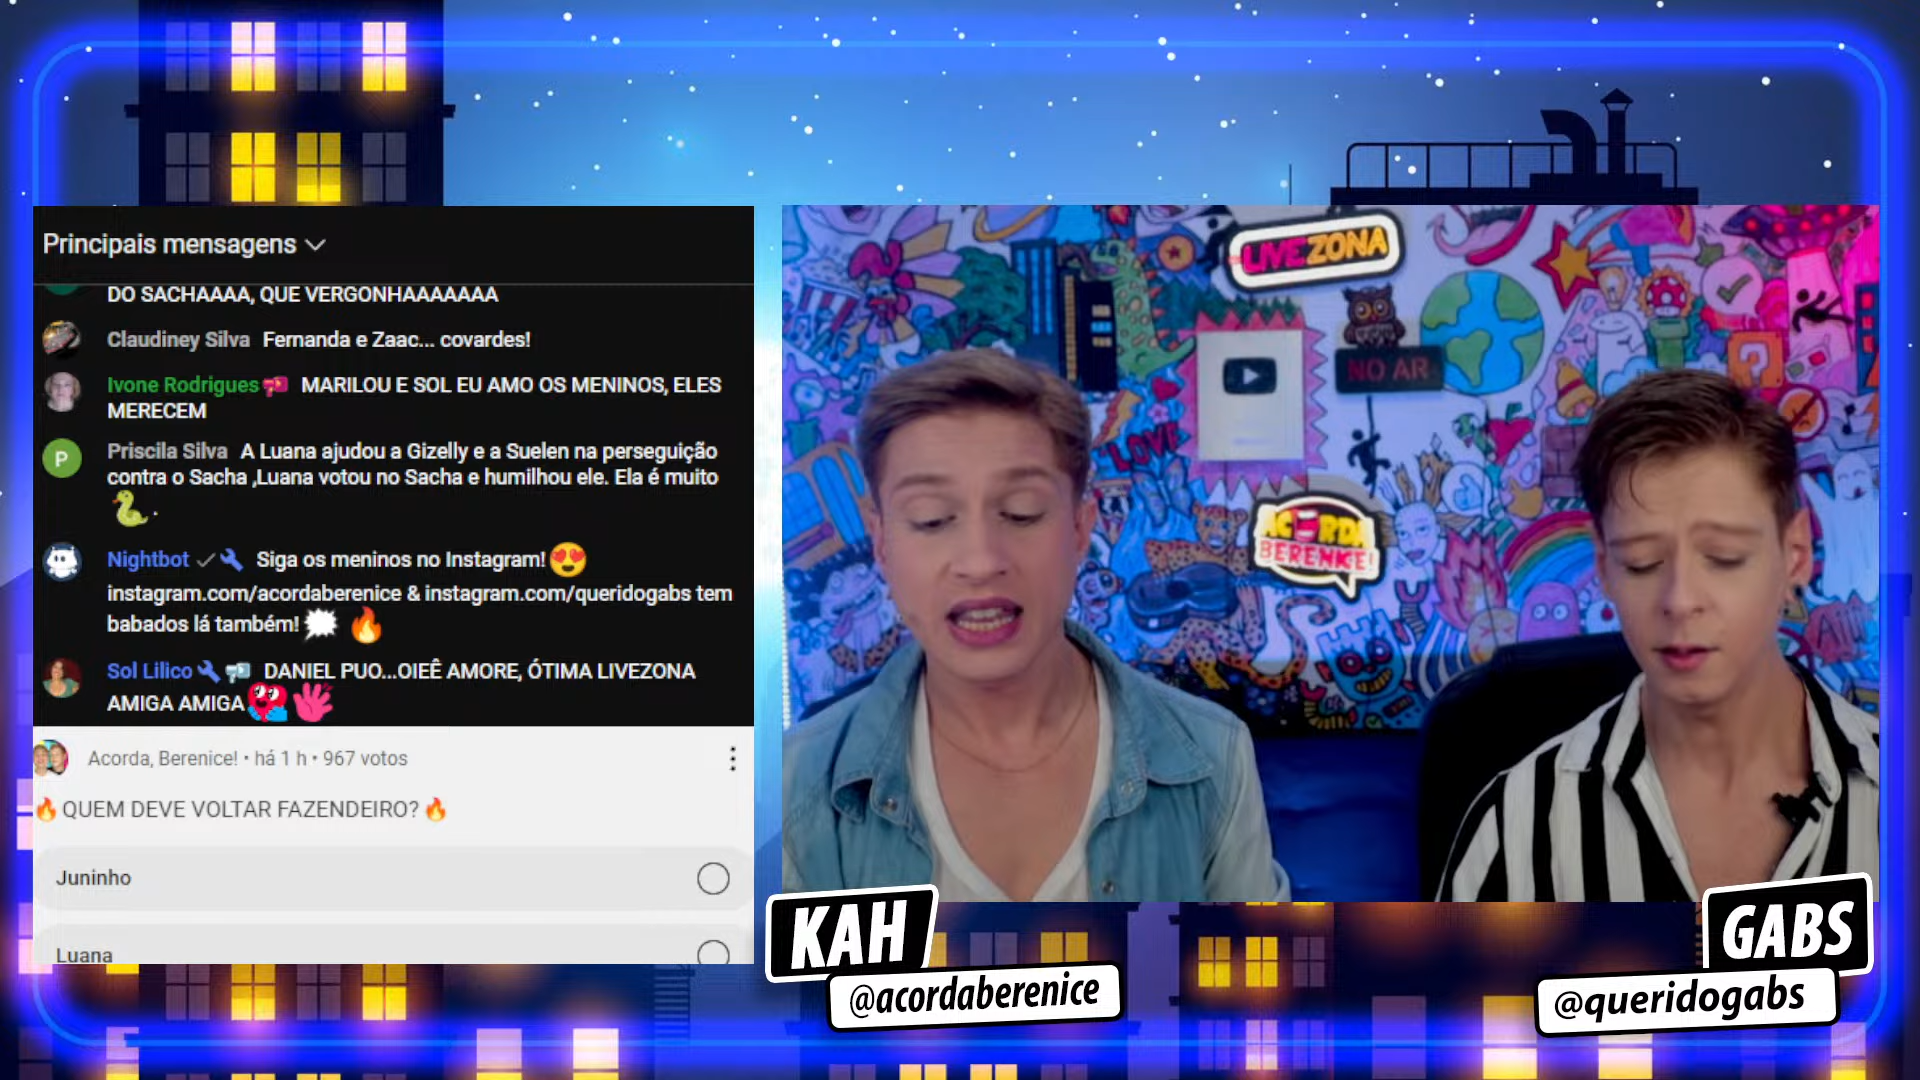 Principais mensagens
DO SACHAAAA, QUE VERGONHAAAAAAA
Claudiney Silva Fernanda e Zaac... covardes!
Ivone Rodrigues MARILOU E SOL EU AMO OS MENINOS, ELES
MERECEM
P
Priscila Silva A Luana ajudou a Gizelly e a Suelen na perseguição
contra o Sacha ,Luana votou no Sacha e humilhou ele. Ela é muito
🐍.
Nightbot ✓ Siga os meninos no Instagram!😍
instagram.com/acordaberenice & instagram.com/queridogabs tem
babados lá também! 🔥
Sol Lilico DANIEL PUO...OIEÊ AMORE, ÓTIMA LIVEZONA
AMIGA AMIGA
Acorda, Berenice! • há 1 h • 967 votos
🔥 QUEM DEVE VOLTAR FAZENDEIRO? 🔥
Juninho
Luana
LIVEZONA
NO AR
LOVE
ACORDA
BERENICE!
KAH
@acordaberenice
GABS
@queridogabs